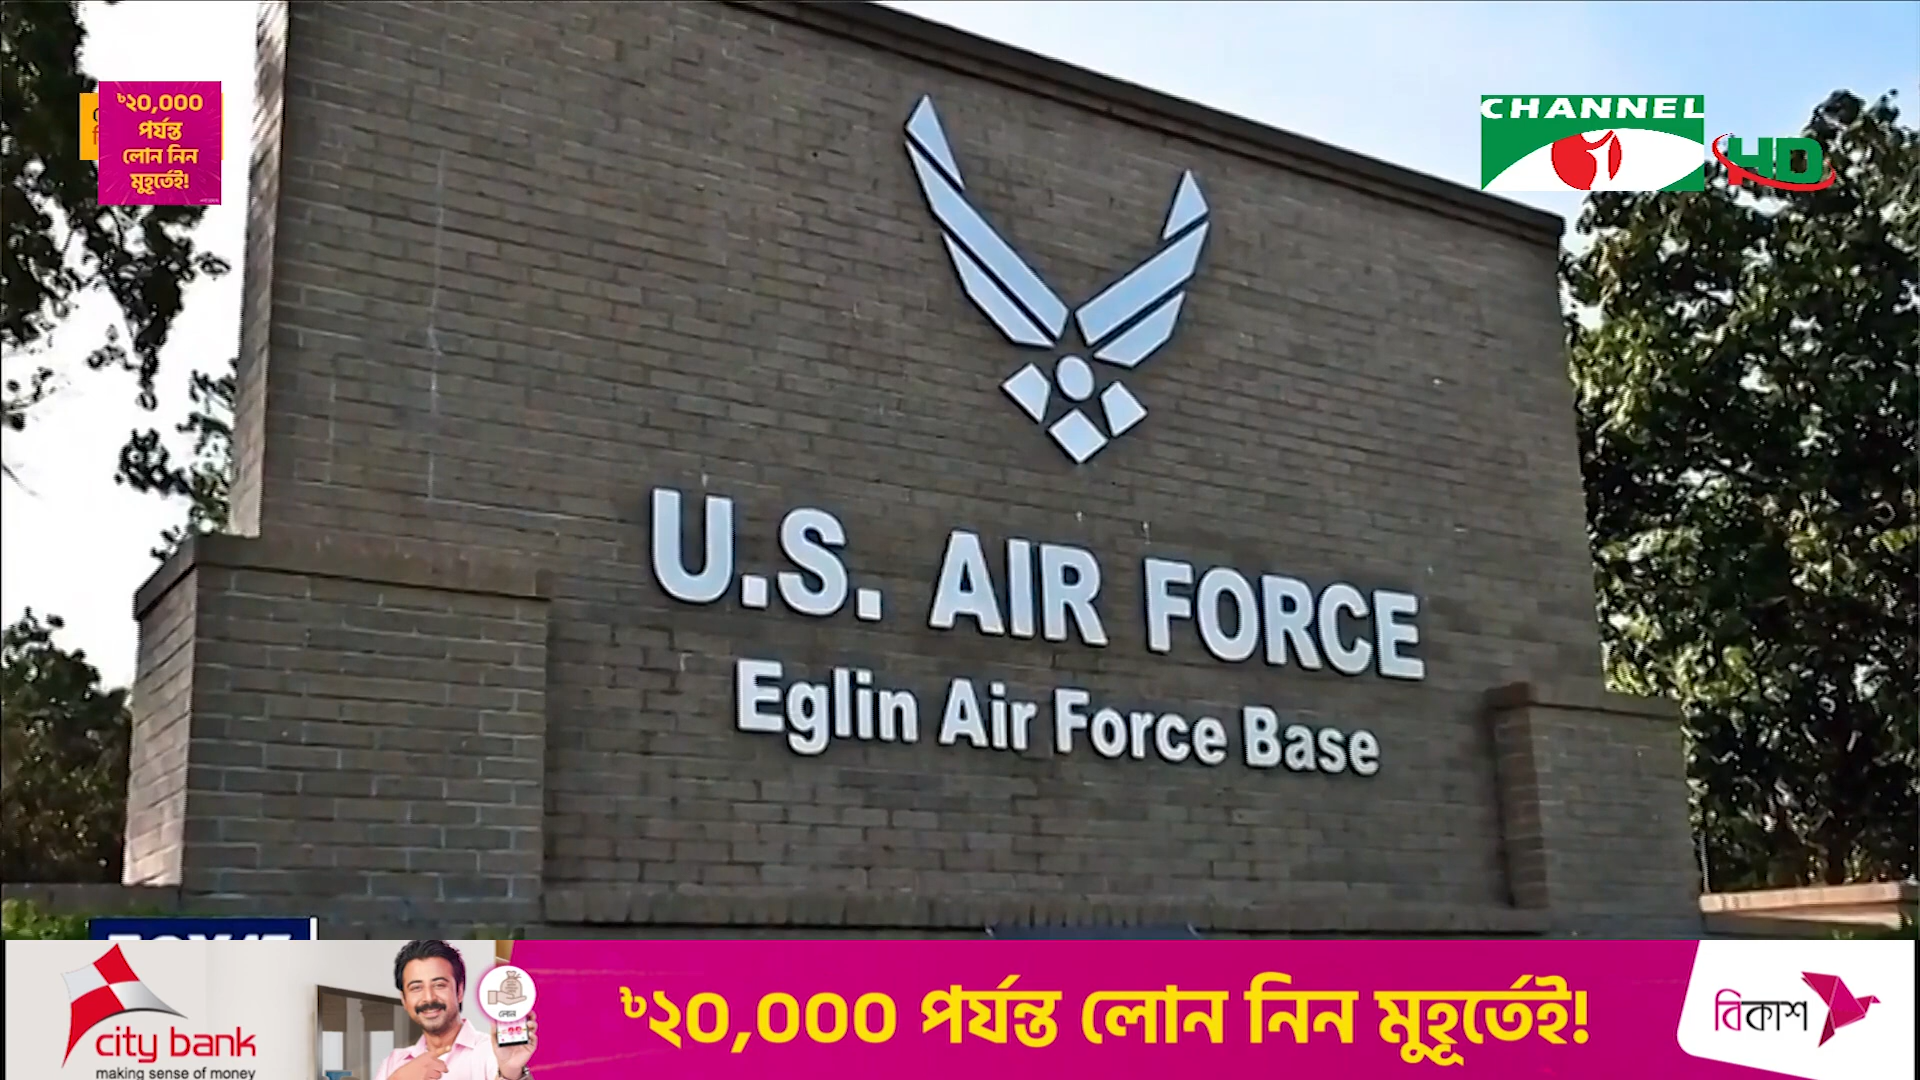 ৳২০,০০০
পর্যন্ত
লোন নিন
মুহূর্তেই!
CHANNEL
HD
U.S. AIR FORCE
Eglin Air Force Base
city bank
making sense of money
লোন
৳২০,০০০ পর্যন্ত লোন নিন মুহূর্তেই!
বিকাশ